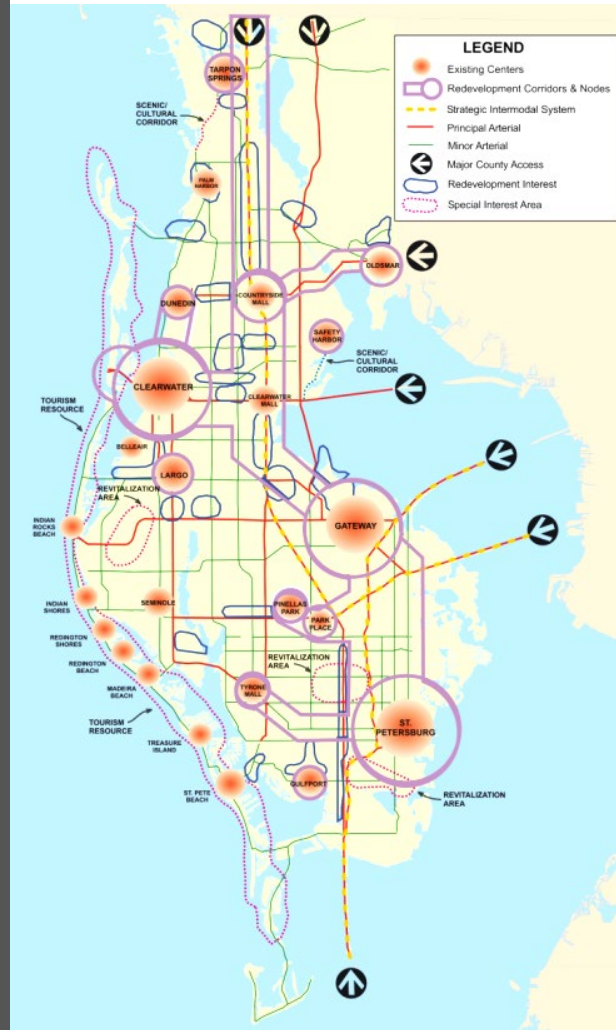 LEGEND
Existing Centers
Redevelopment Corridors & Nodes
Strategic Intermodal System
Principal Arterial
Minor Arterial
Major County Access
Redevelopment Interest
Special Interest Area
TARPON
SPRINGS
SCENIC/
CULTURAL
CORRIDOR
PALM
HARBOR
OLDSMAR
COUNTRYSIDE
MALL
DUNEDIN
SAFETY
HARBOR
SCENIC/
CULTURAL
CORRIDOR
CLEARWATER
CLEARWATER
MALL
TOURISM
RESOURCE
BELLEAIR
LARGO
REVITALIZATION
AREA
GATEWAY
INDIAN
ROCKS
BEACH
INDIAN
SHORES
SEMINOLE
PINELLAS
PARK
PARK
PLACE
REDINGTON
SHORES
REDINGTON
BEACH
REVITALIZATION
AREA
MADEIRA
BEACH
TYRONE
MALL
TOURISM
RESOURCE
ST.
PETERSBURG
TREASURE
ISLAND
GULFPORT
ST. PETE
BEACH
REVITALIZATION
AREA